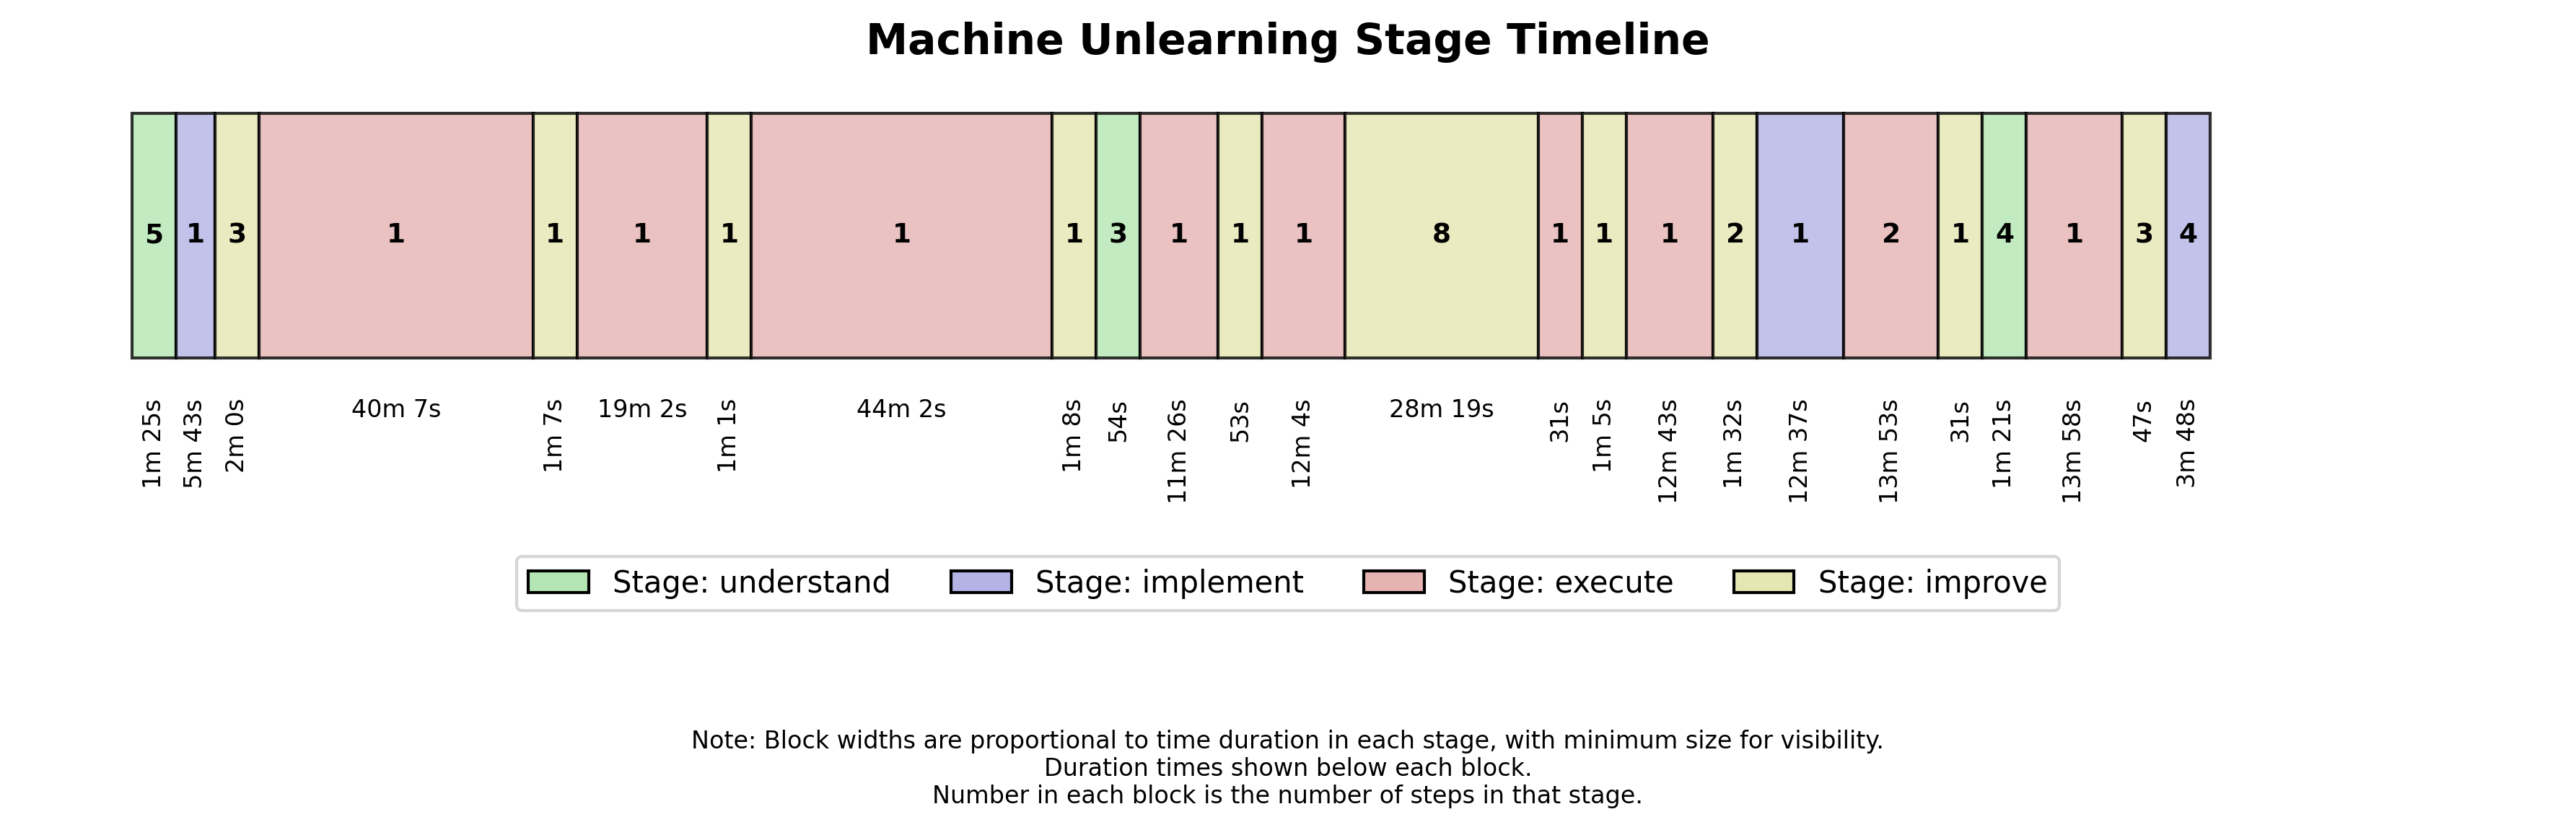 Machine Unlearning Stage Timeline
5 1 3 1 1 1 1 1 1 3 1 1 1 8 1 1 1 2 1 2 1 4 1 3 4
1m 25s 5m 43s 2m 0s 40m 7s 1m 7s 19m 2s 1m 1s 44m 2s 1m 8s 54s 11m 26s 53s 12m 4s 28m 19s 31s 1m 5s 12m 43s 1m 32s 12m 37s 13m 53s 31s 1m 21s 13m 58s 47s 3m 48s
Stage: understand Stage: implement Stage: execute Stage: improve
Note: Block widths are proportional to time duration in each stage, with minimum size for visibility.
Duration times shown below each block.
Number in each block is the number of steps in that stage.